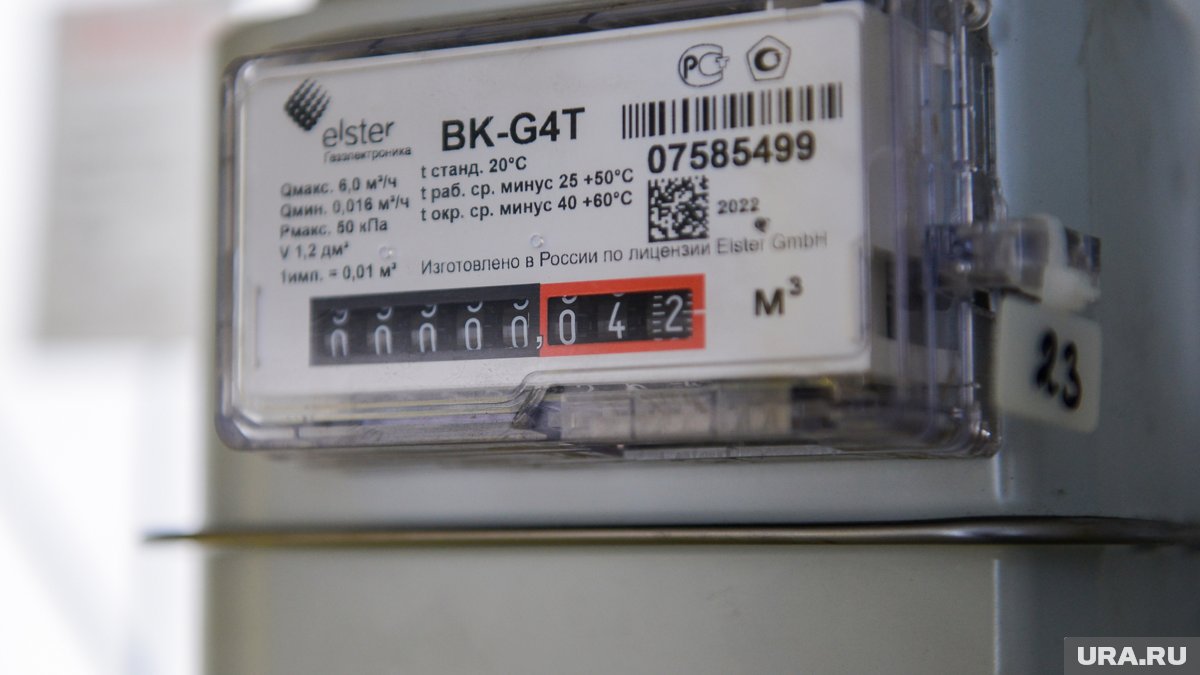 elster
Газэлектроника
BK-G4T
РСТ
07585499
Qмакс. 6,0 м³/ч
Qмин. 0,016 м³/ч
Pмакс. 50 кПа
V 1,2 дм³
1имп. = 0,01 м³
t станд. 20°C
t раб. ср. минус 25 +50°C
t окр. ср. минус 40 +60°C
2022
Изготовлено в России по лицензии Elster GmbH
00000,042
м³
23
URA.RU